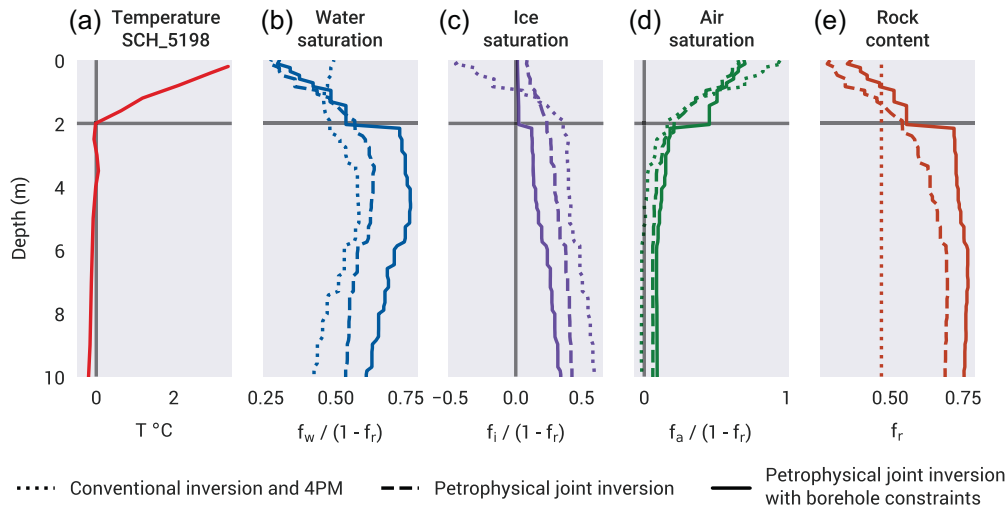 (a) Temperature SCH_5198
(b) Water saturation
(c) Ice saturation
(d) Air saturation
(e) Rock content
0
2
4
6
8
10
Depth (m)
0 2
0.25 0.75
−0.5 0.0 0.5
0 1
0.50 0.75
T °C
f_w / (1 - f_r)
f_i / (1 - f_r)
f_a / (1 - f_r)
f_r
Conventional inversion and 4PM
Petrophysical joint inversion
Petrophysical joint inversion
with borehole constraints